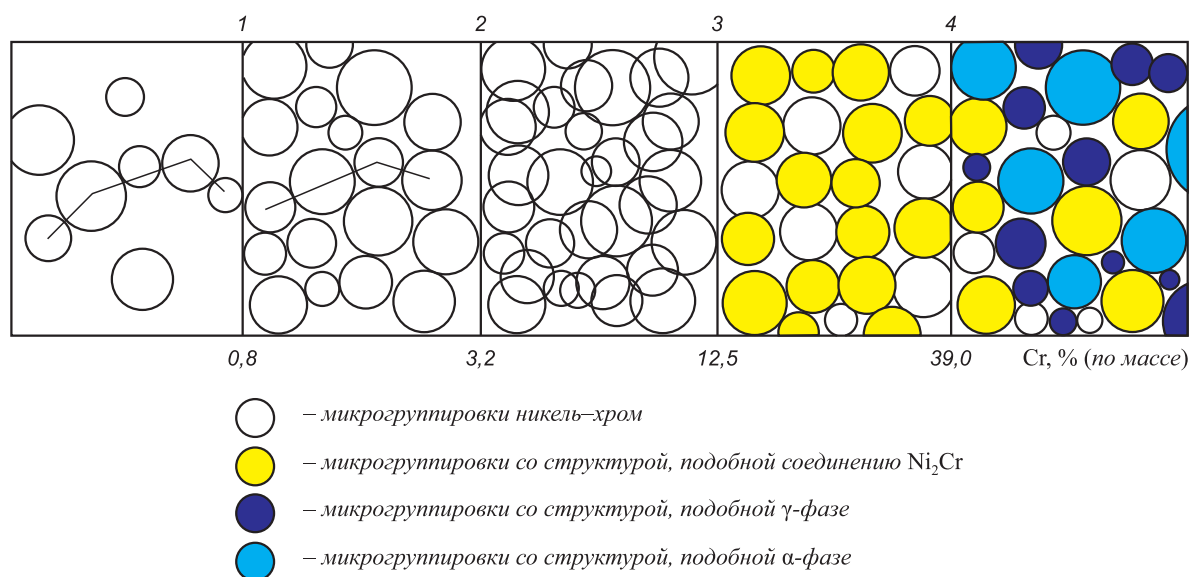 1 2 3 4
0,8 3,2 12,5 39,0 Cr, % (по массе)
– микрогруппировки никель–хром
– микрогруппировки со структурой, подобной соединению Ni₂Cr
– микрогруппировки со структурой, подобной γ-фазе
– микрогруппировки со структурой, подобной α-фазе